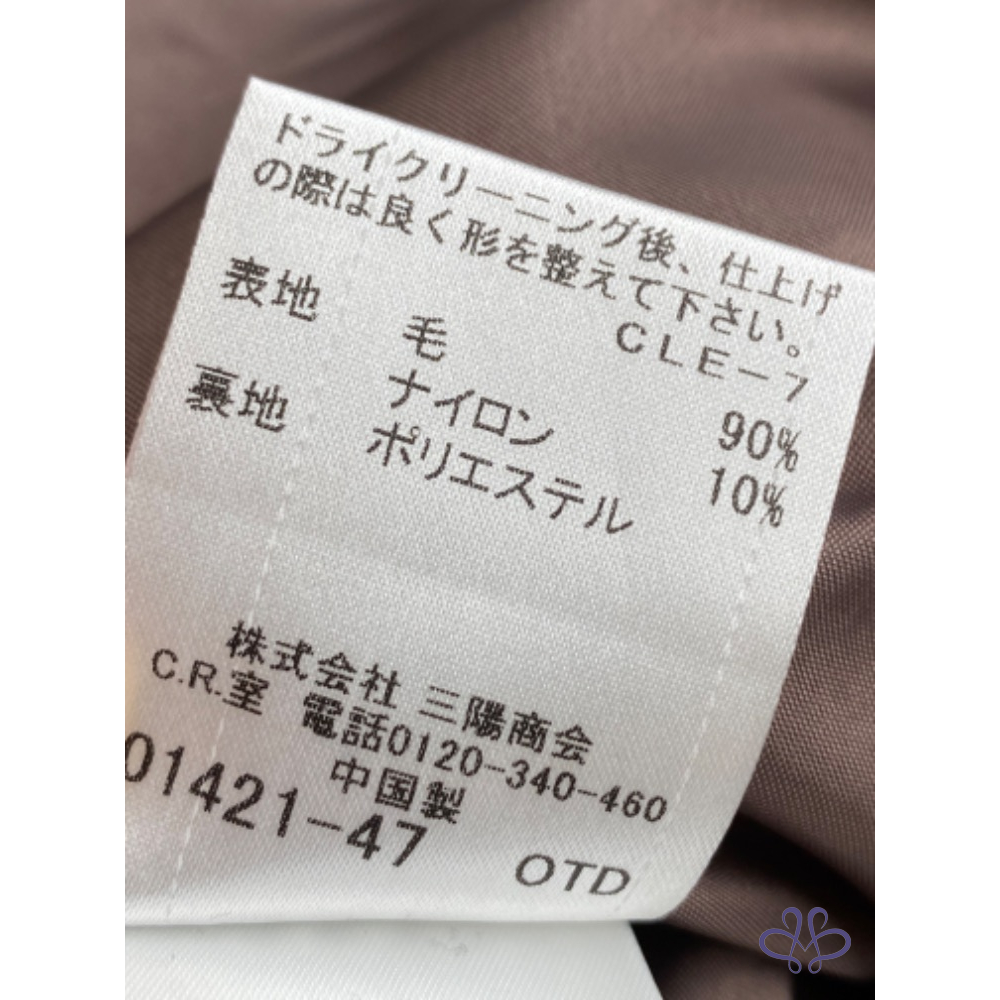 ドライクリーニング後、仕上げ
の際は良く形を整えて下さい。
CLE-7
表地 毛 90%
ナイロン 10%
裏地 ポリエステル
株式会社 三陽商会
C.R.室 電話0120-340-460
中国製
01421-47 OTD